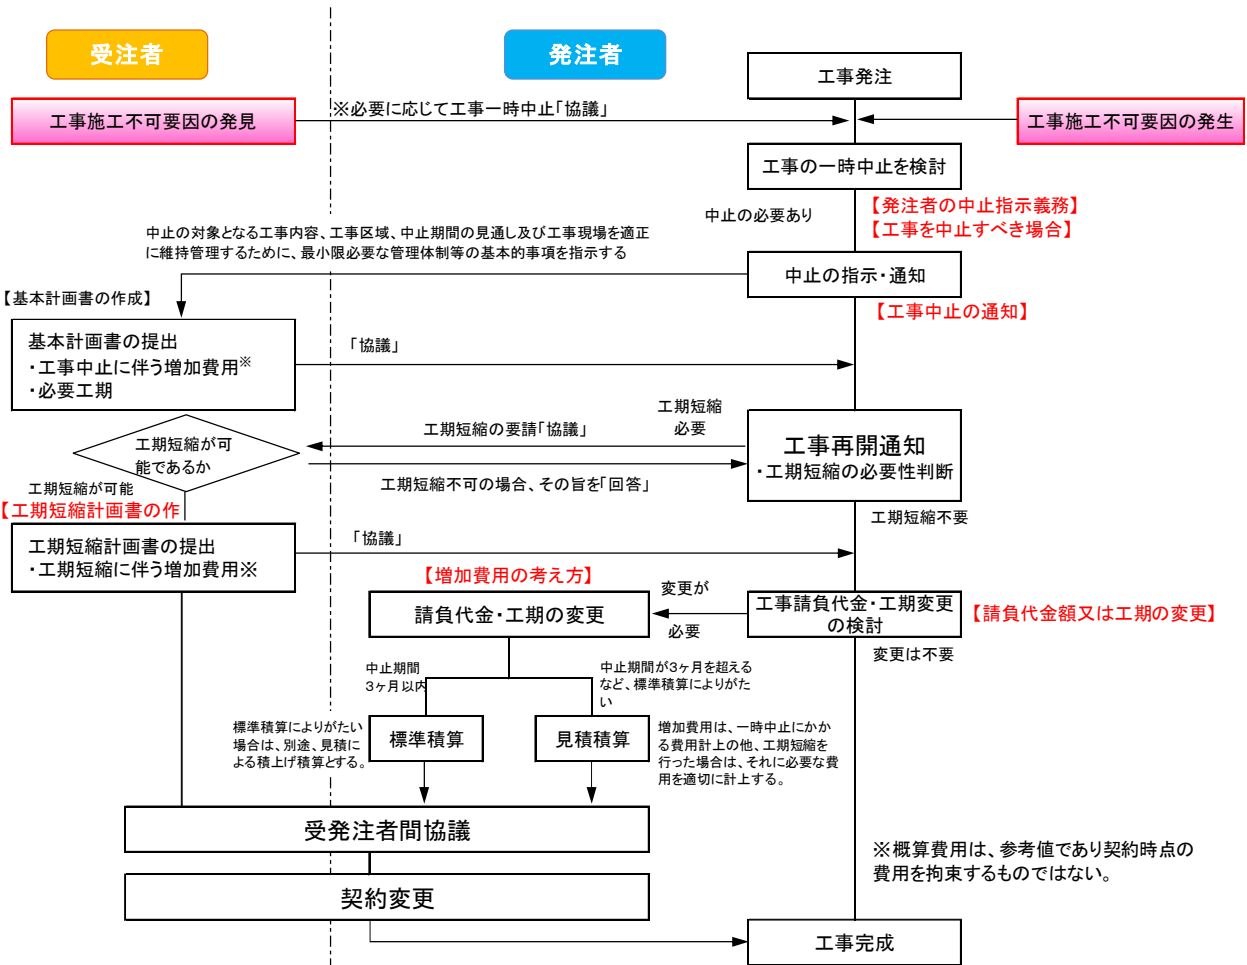 受注者
発注者
工事発注
工事施工不可要因の発見
※必要に応じて工事一時中止「協議」
工事施工不可要因の発生
工事の一時中止を検討
中止の必要あり
【発注者の中止指示義務】
【工事を中止すべき場合】
中止の対象となる工事内容、工事区域、中止期間の見通し及び工事現場を適正
に維持管理するために、最小限必要な管理体制等の基本的事項を指示する
中止の指示・通知
【工事中止の通知】
【基本計画書の作成】
基本計画書の提出
・工事中止に伴う増加費用※
・必要工期
「協議」
工期短縮
必要
工期短縮の要請「協議」
工期短縮が可
能であるか
工事再開通知
・工期短縮の必要性判断
工期短縮不可の場合、その旨を「回答」
工期短縮が可能
【工期短縮計画書の作
工期短縮不要
工期短縮計画書の提出
・工期短縮に伴う増加費用※
「協議」
【増加費用の考え方】
変更が
必要
請負代金・工期の変更
工事請負代金・工期変更
の検討
【請負代金額又は工期の変更】
変更は不要
中止期間
3ヶ月以内
中止期間が3ヶ月を超える
など、標準積算によりがた
い
標準積算によりがたい
場合は、別途、見積に
よる積上げ積算とする。
標準積算
見積積算
増加費用は、一時中止にかか
る費用計上の他、工期短縮を
行った場合は、それに必要な費
用を適切に計上する。
受発注者間協議
※概算費用は、参考値であり契約時点の
費用を拘束するものではない。
契約変更
工事完成